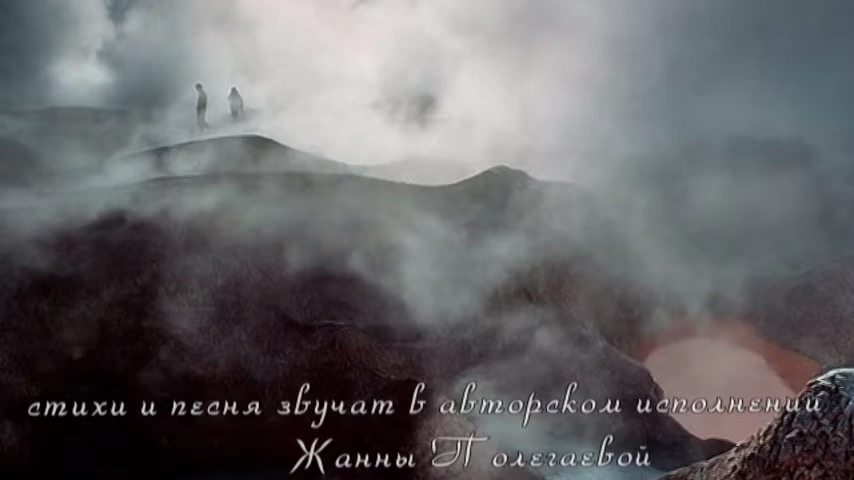 стихи и песня звучат в авторском исполнении
Жанны Полегаевой